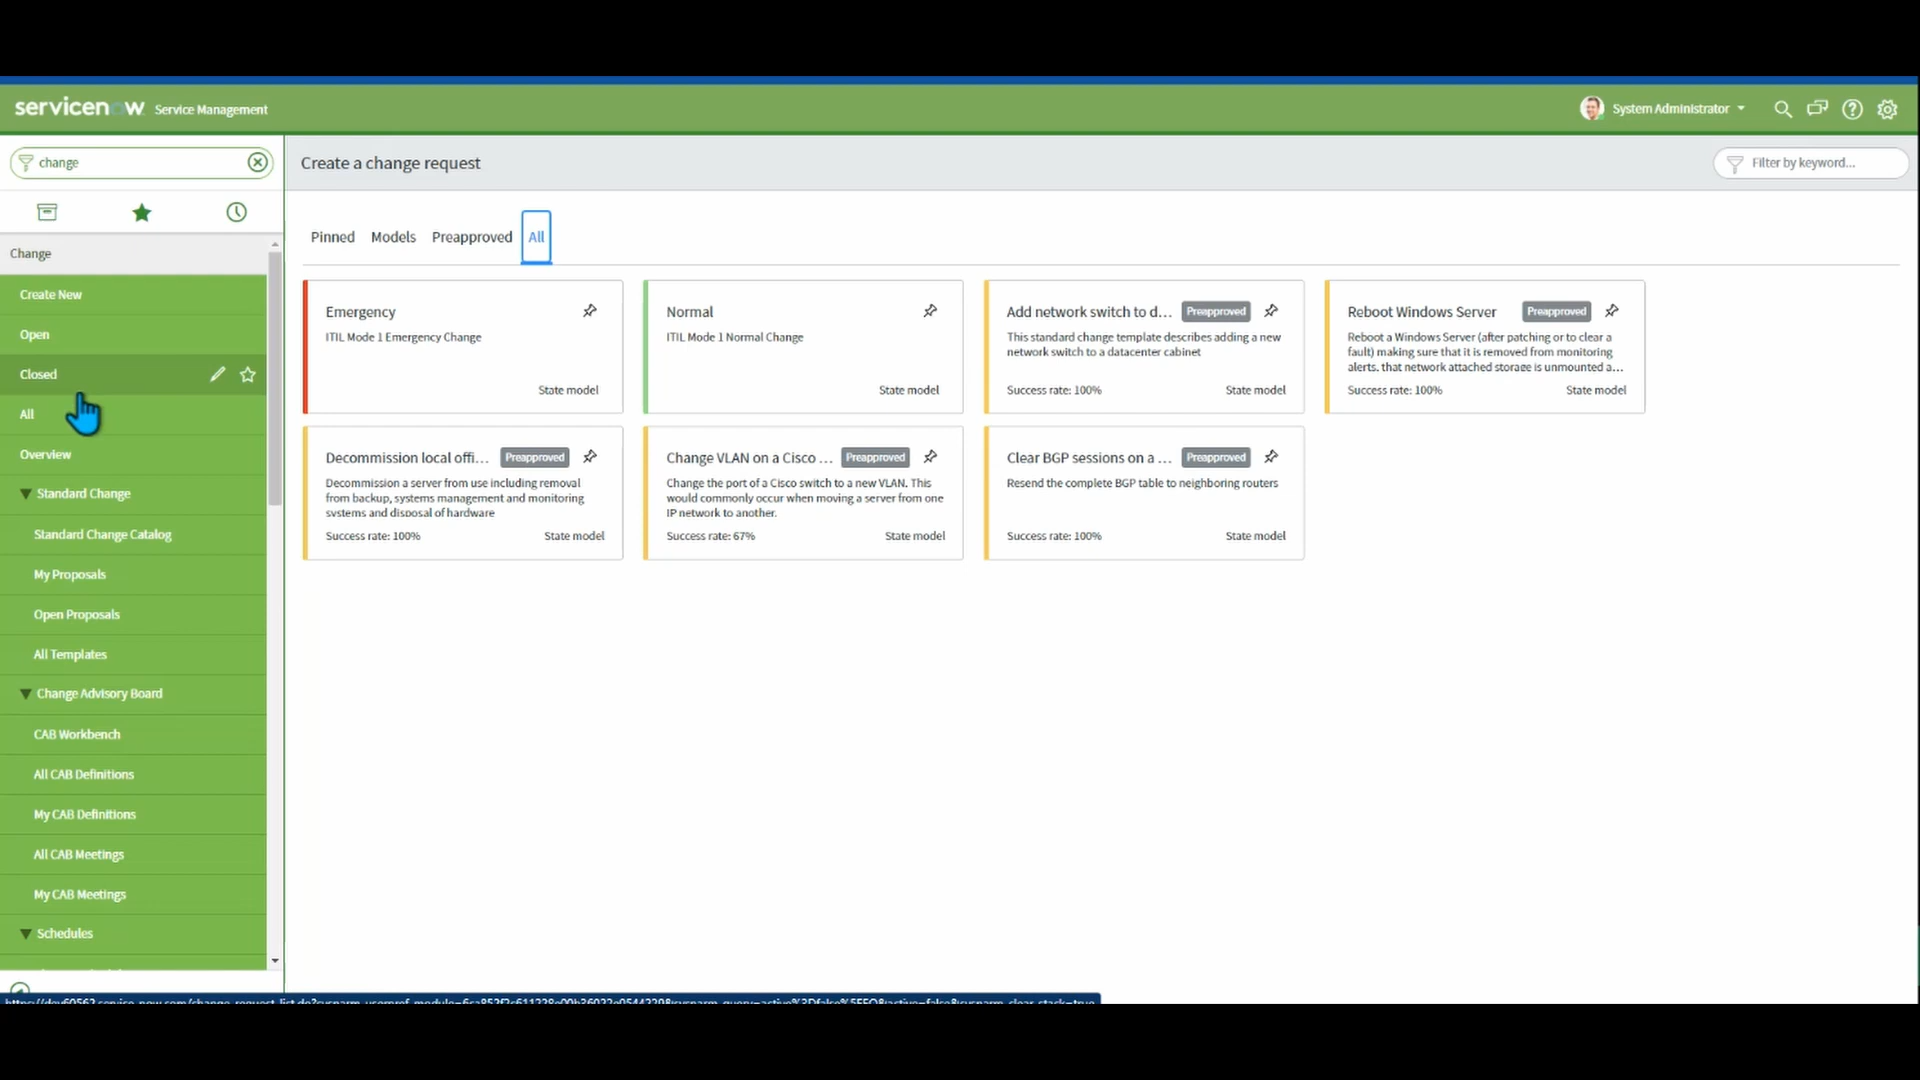 servicenow Service Management
System Administrator
change
Create a change request
Filter by keyword...
Change
Create New
Open
Closed
All
Overview
Standard Change
Standard Change Catalog
My Proposals
Open Proposals
All Templates
Change Advisory Board
CAB Workbench
All CAB Definitions
My CAB Definitions
All CAB Meetings
My CAB Meetings
Schedules
Pinned Models Preapproved All
Emergency
ITIL Mode 1 Emergency Change
State model
Normal
ITIL Mode 1 Normal Change
State model
Add network switch to d... Preapproved
This standard change template describes adding a new
network switch to a datacenter cabinet
Success rate: 100% State model
Reboot Windows Server Preapproved
Reboot a Windows Server (after patching or to clear a
fault) making sure that it is removed from monitoring
alerts, that network attached storage is unmounted a...
Success rate: 100% State model
Decommission local offi... Preapproved
Decommission a server from use including removal
from backup, systems management and monitoring
systems and disposal of hardware
Success rate: 100% State model
Change VLAN on a Cisco ... Preapproved
Change the port of a Cisco switch to a new VLAN. This
would commonly occur when moving a server from one
IP network to another.
Success rate: 67% State model
Clear BGP sessions on a ... Preapproved
Resend the complete BGP table to neighboring routers
Success rate: 100% State model